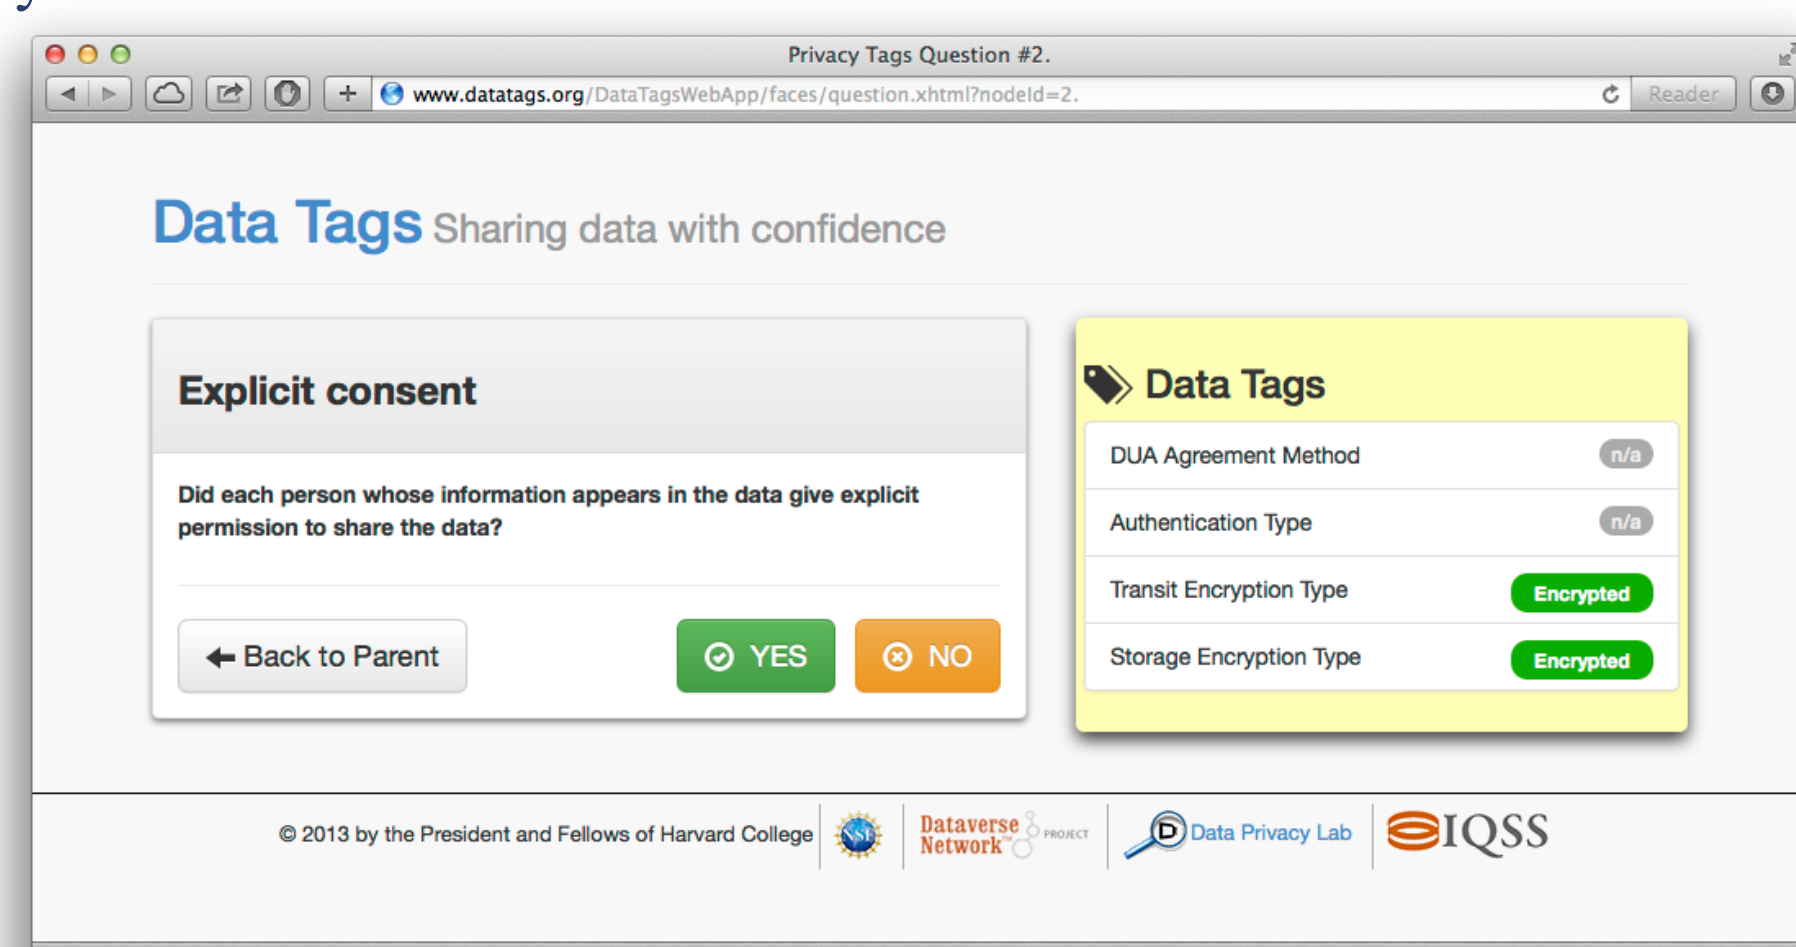 Privacy Tags Question #2.
www.datatags.org/DataTagsWebApp/faces/question.xhtml?nodeId=2.
Reader
Data Tags Sharing data with confidence
Explicit consent
Did each person whose information appears in the data give explicit
permission to share the data?
Back to Parent
YES
NO
Data Tags
DUA Agreement Method n/a
Authentication Type n/a
Transit Encryption Type Encrypted
Storage Encryption Type Encrypted
© 2013 by the President and Fellows of Harvard College
NSF
Dataverse
Network™ PROJECT
D Data Privacy Lab
IQSS